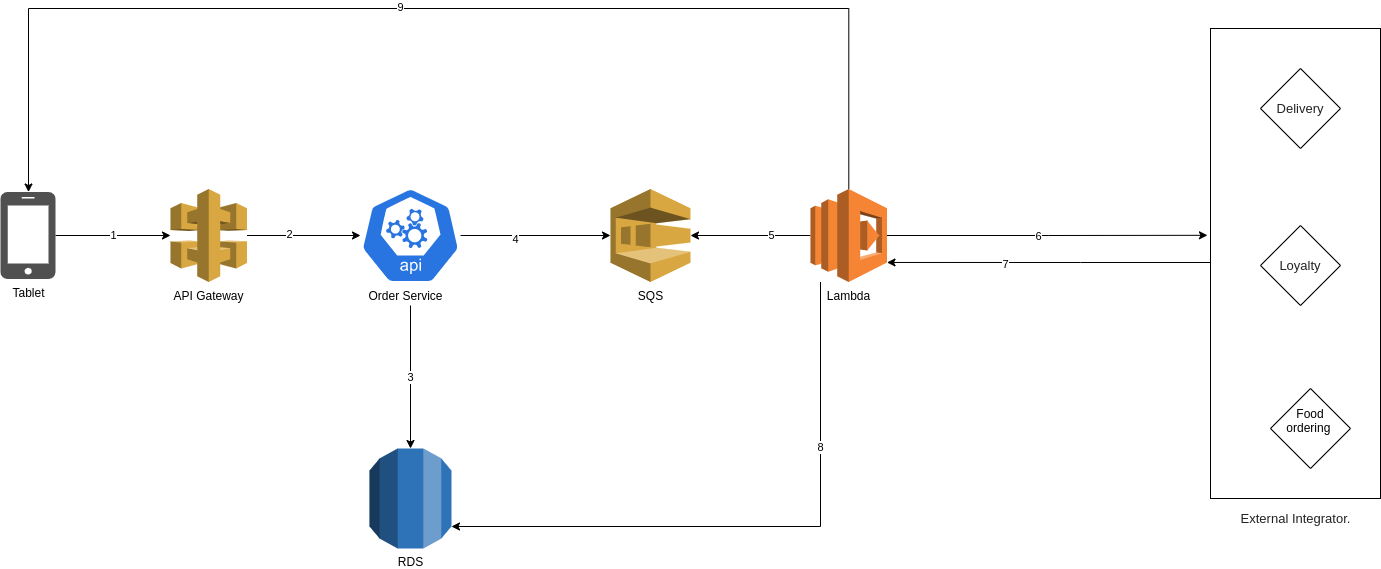 9
Delivery
1
2
api
4
5
6
7
Loyalty
Tablet
API Gateway
Order Service
SQS
Lambda
3
8
Food
ordering
RDS
External Integrator.